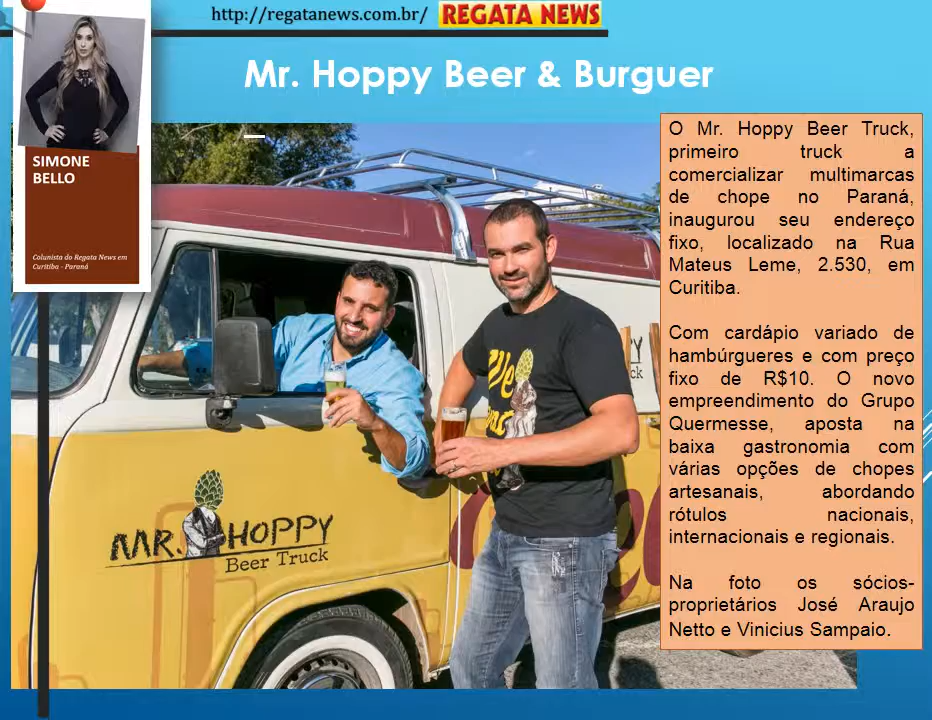 http://regatanews.com.br/
REGATA NEWS
Mr. Hoppy Beer & Burguer
SIMONE
BELLO
Colunista do Regata News em
Curitiba - Paraná
O Mr. Hoppy Beer Truck,
primeiro truck a
comercializar multimarcas
de chope no Paraná,
inaugurou seu endereço
fixo, localizado na Rua
Mateus Leme, 2.530, em
Curitiba.
Com cardápio variado de
hambúrgueres e com preço
fixo de R$10. O novo
empreendimento do Grupo
Quermesse, aposta na
baixa gastronomia com
várias opções de chopes
artesanais, abordando
rótulos nacionais,
internacionais e regionais.
Na foto os sócios-
proprietários José Araujo
Netto e Vinicius Sampaio.
MR. HOPPY
Beer Truck